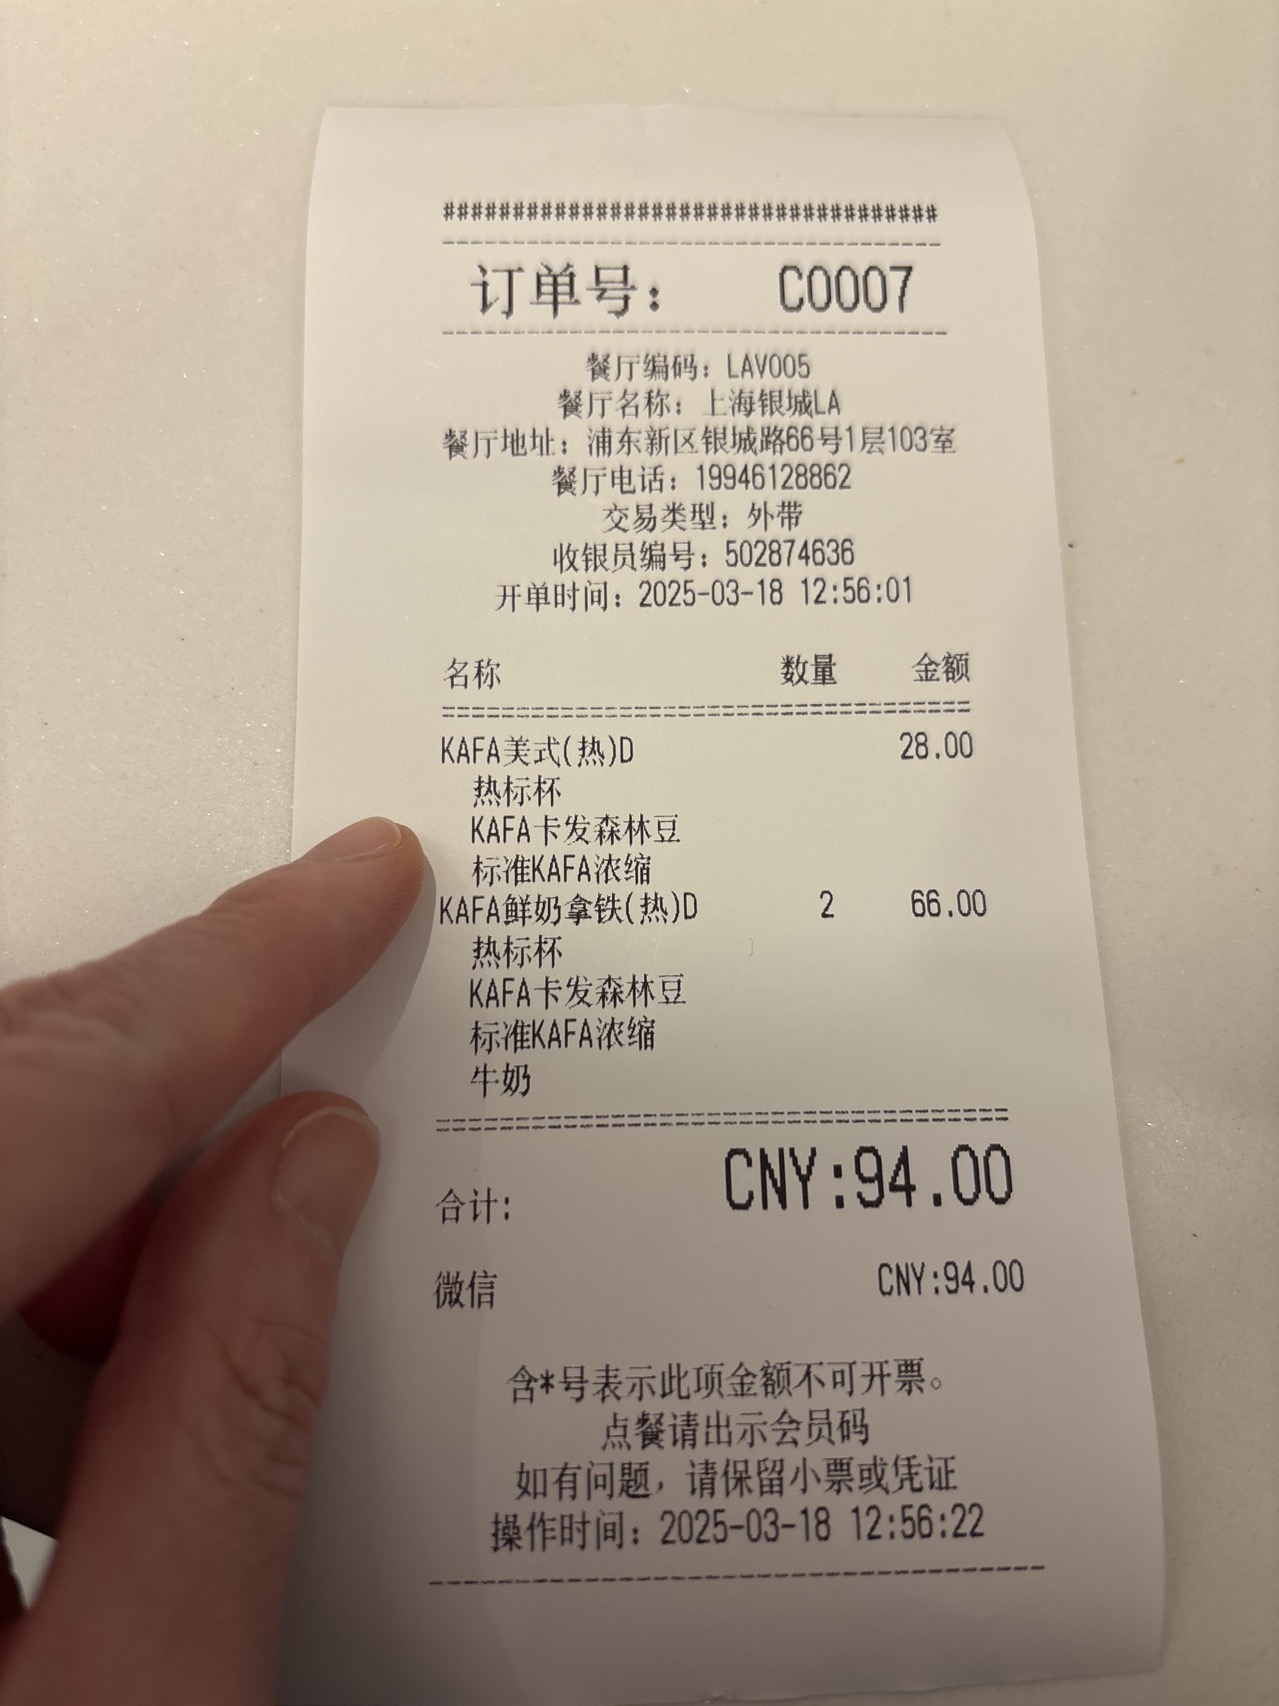 ###################################
订单号： C0007
餐厅编码：LAV005
餐厅名称：上海银城LA
餐厅地址：浦东新区银城路66号1层103室
餐厅电话：19946128862
交易类型：外带
收银员编号：502874636
开单时间：2025-03-18 12:56:01
名称 数量 金额
KAFA美式(热)D 28.00
热标杯
KAFA卡发森林豆
标准KAFA浓缩
KAFA鲜奶拿铁(热)D 2 66.00
热标杯
KAFA卡发森林豆
标准KAFA浓缩
牛奶
合计: CNY:94.00
微信 CNY:94.00
含*号表示此项金额不可开票。
点餐请出示会员码
如有问题，请保留小票或凭证
操作时间：2025-03-18 12:56:22